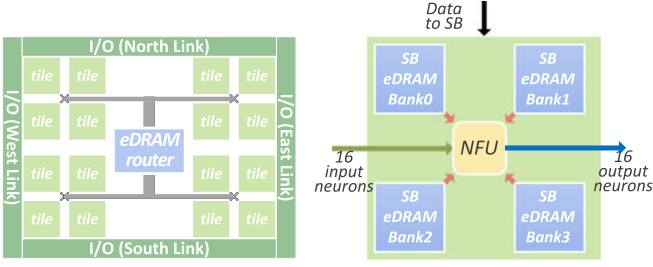 I/O (North Link)
tile tile tile tile
tile tile tile tile
I/O (West Link)
eDRAM
router
I/O (East Link)
tile tile tile tile
tile tile tile tile
I/O (South Link)
Data
to SB
SB
eDRAM
Bank0
SB
eDRAM
Bank1
16
input
neurons
NFU
16
output
neurons
SB
eDRAM
Bank2
SB
eDRAM
Bank3